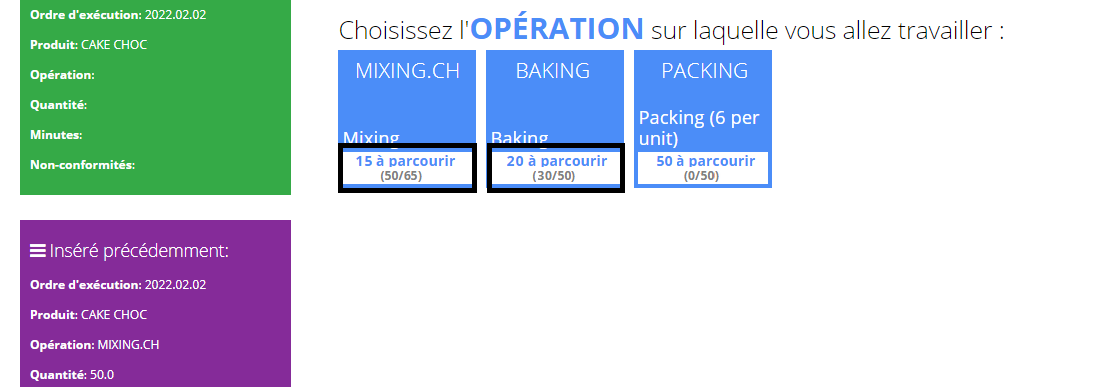 Ordre d'exécution: 2022.02.02
Produit: CAKE CHOC
Opération:
Quantité:
Minutes:
Non-conformités:
Inséré précédemment:
Ordre d'exécution: 2022.02.02
Produit: CAKE CHOC
Opération: MIXING.CH
Quantité: 50.0
Choisissez l'OPÉRATION sur laquelle vous allez travailler :
MIXING.CH
Mixing
15 à parcourir
(50/65)
BAKING
Baking
20 à parcourir
(30/50)
PACKING
Packing (6 per
unit)
50 à parcourir
(0/50)